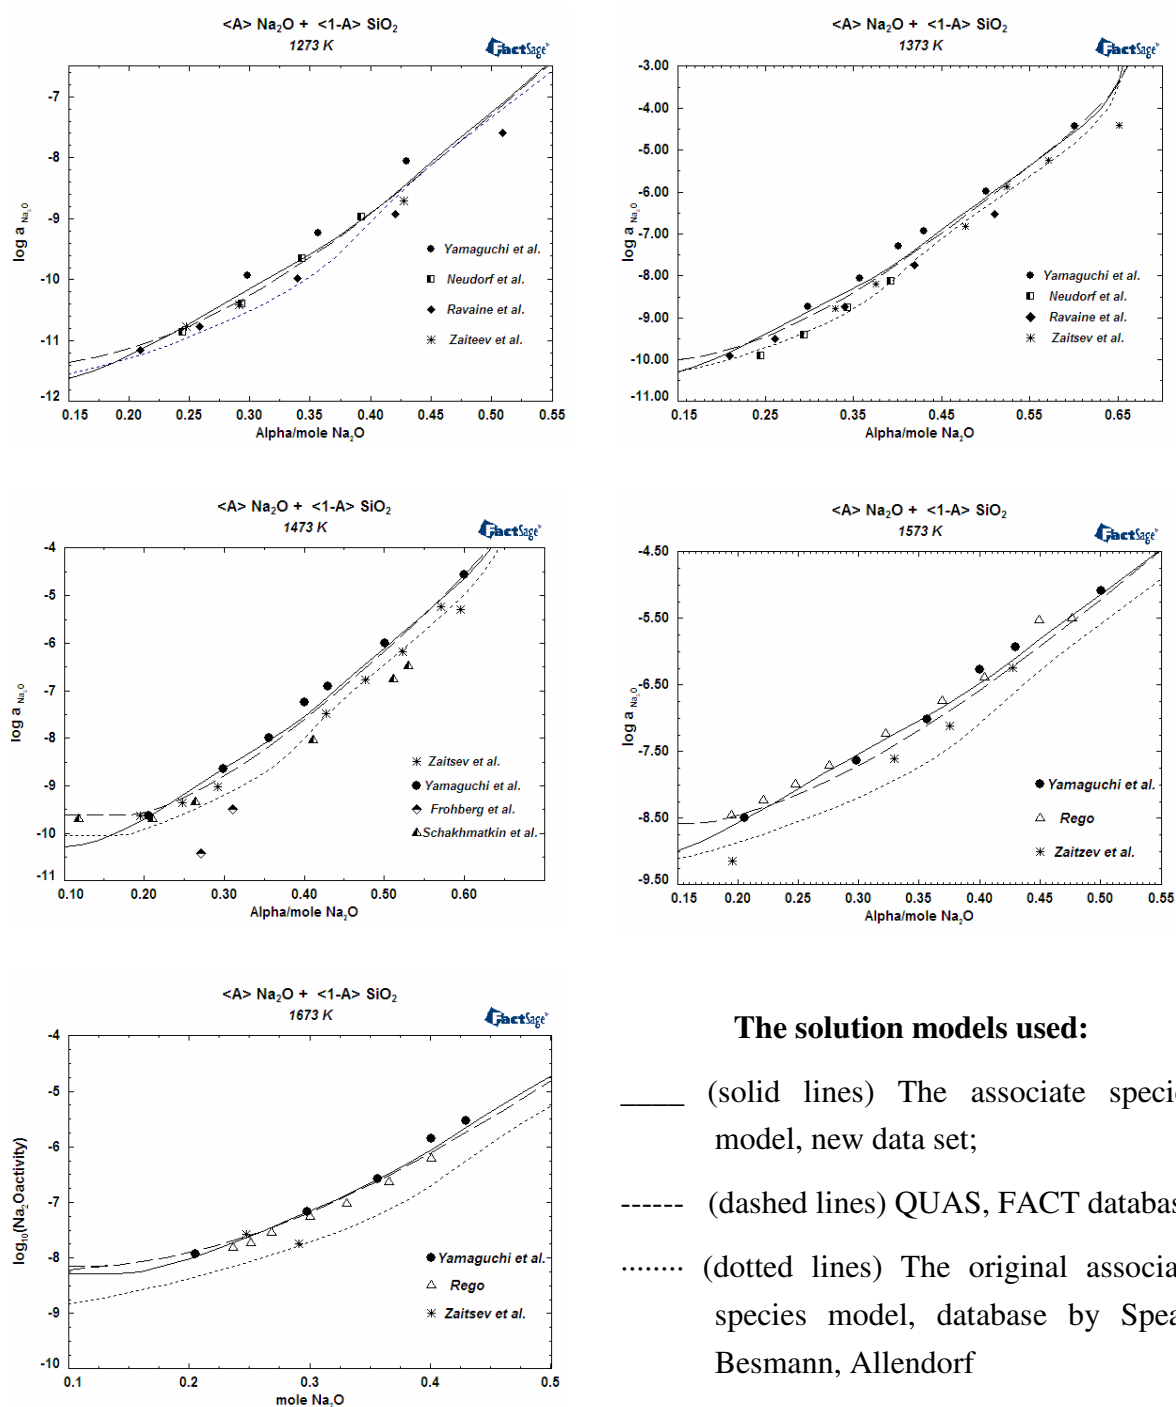 <A> Na₂O + <1-A> SiO₂
1273 K
FactSage
-7
-8
-9
-10
-11
-12
log a Na₂O
Yamaguchi et al.
Neudorf et al.
Ravaine et al.
Zaiteev et al.
0.15 0.20 0.25 0.30 0.35 0.40 0.45 0.50 0.55
Alpha/mole Na₂O
<A> Na₂O + <1-A> SiO₂
1373 K
FactSage
-3.00
-4.00
-5.00
-6.00
-7.00
-8.00
-9.00
-10.00
-11.00
log a Na₂O
Yamaguchi et al.
Neudorf et al.
Ravaine et al.
Zaitsev et al.
0.15 0.25 0.35 0.45 0.55 0.65
Alpha/mole Na₂O
<A> Na₂O + <1-A> SiO₂
1473 K
FactSage
-4
-5
-6
-7
-8
-9
-10
-11
log a Na₂O
Zaitsev et al.
Yamaguchi et al.
Frohberg et al.
Schakhmatkin et al.
0.10 0.20 0.30 0.40 0.50 0.60
Alpha/mole Na₂O
<A> Na₂O + <1-A> SiO₂
1573 K
FactSage
-4.50
-5.50
-6.50
-7.50
-8.50
-9.50
log a Na₂O
Yamaguchi et al.
Rego
Zaitzev et al.
0.15 0.20 0.25 0.30 0.35 0.40 0.45 0.50 0.55
Alpha/mole Na₂O
<A> Na₂O + <1-A> SiO₂
1673 K
FactSage
-4
-5
-6
-7
-8
-9
-10
log₁₀(Na₂Oactivity)
Yamaguchi et al.
Rego
Zaitsev et al.
0.1 0.2 0.3 0.4 0.5
mole Na₂O
The solution models used:
____ (solid lines) The associate specie
model, new data set;
------ (dashed lines) QUAS, FACT databas
........ (dotted lines) The original associa
species model, database by Spea
Besmann, Allendorf